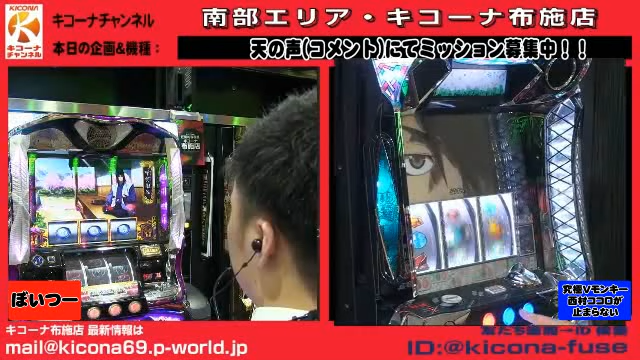 KICONA
キコーナ
チャンネル
キコーナチャンネル
南部エリア・キコーナ布施店
本日の企画&機種：
天の声(コメント)にてミッション募集中！！
ぽいつー
究極Vモンキー
西村ココロが
止まらない
キコーナ布施店 最新情報は
mail@kicona69.p-world.jp
ID:@kicona-fuse